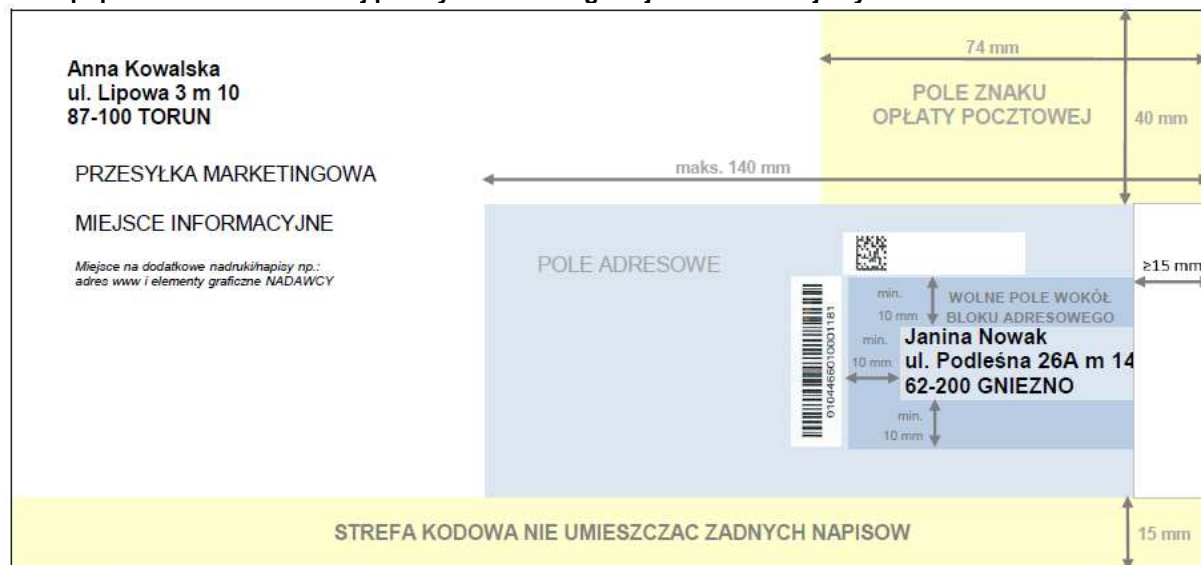 Anna Kowalska
ul. Lipowa 3 m 10
87-100 TORUN
PRZESYŁKA MARKETINGOWA
MIEJSCE INFORMACYJNE
Miejsce na dodatkowe nadruki/napisy np.:
adres www i elementy graficzne NADAWCY
74 mm
POLE ZNAKU
OPŁATY POCZTOWEJ
40 mm
maks. 140 mm
POLE ADRESOWE
≥15 mm
min.
10 mm
WOLNE POLE WOKÓŁ
BLOKU ADRESOWEGO
01044660100001181
min.
10 mm
Janina Nowak
ul. Podleśna 26A m 14
62-200 GNIEZNO
min.
10 mm
STREFA KODOWA NIE UMIESZCZAC ZADNYCH NAPISOW
15 mm